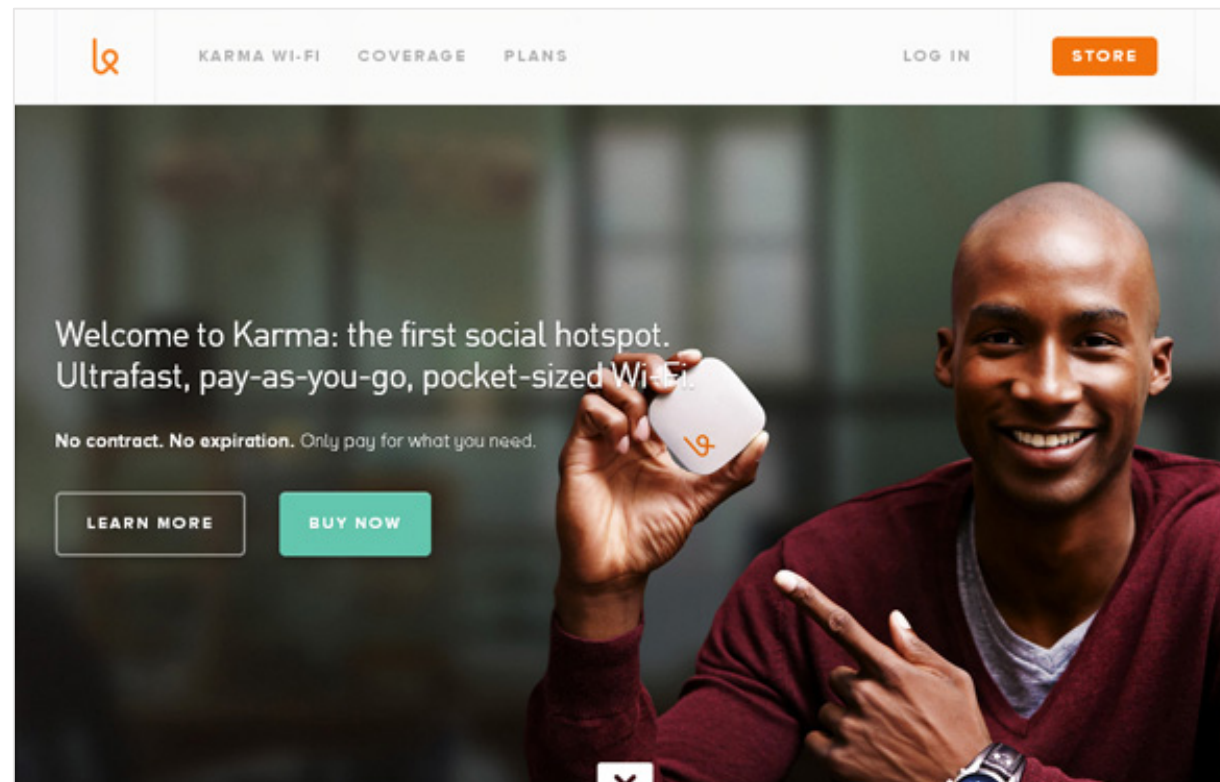 KARMA WI-FI COVERAGE PLANS LOG IN STORE
Welcome to Karma: the first social hotspot.
Ultrafast, pay-as-you-go, pocket-sized Wi-Fi.
No contract. No expiration. Only pay for what you need.
LEARN MORE BUY NOW